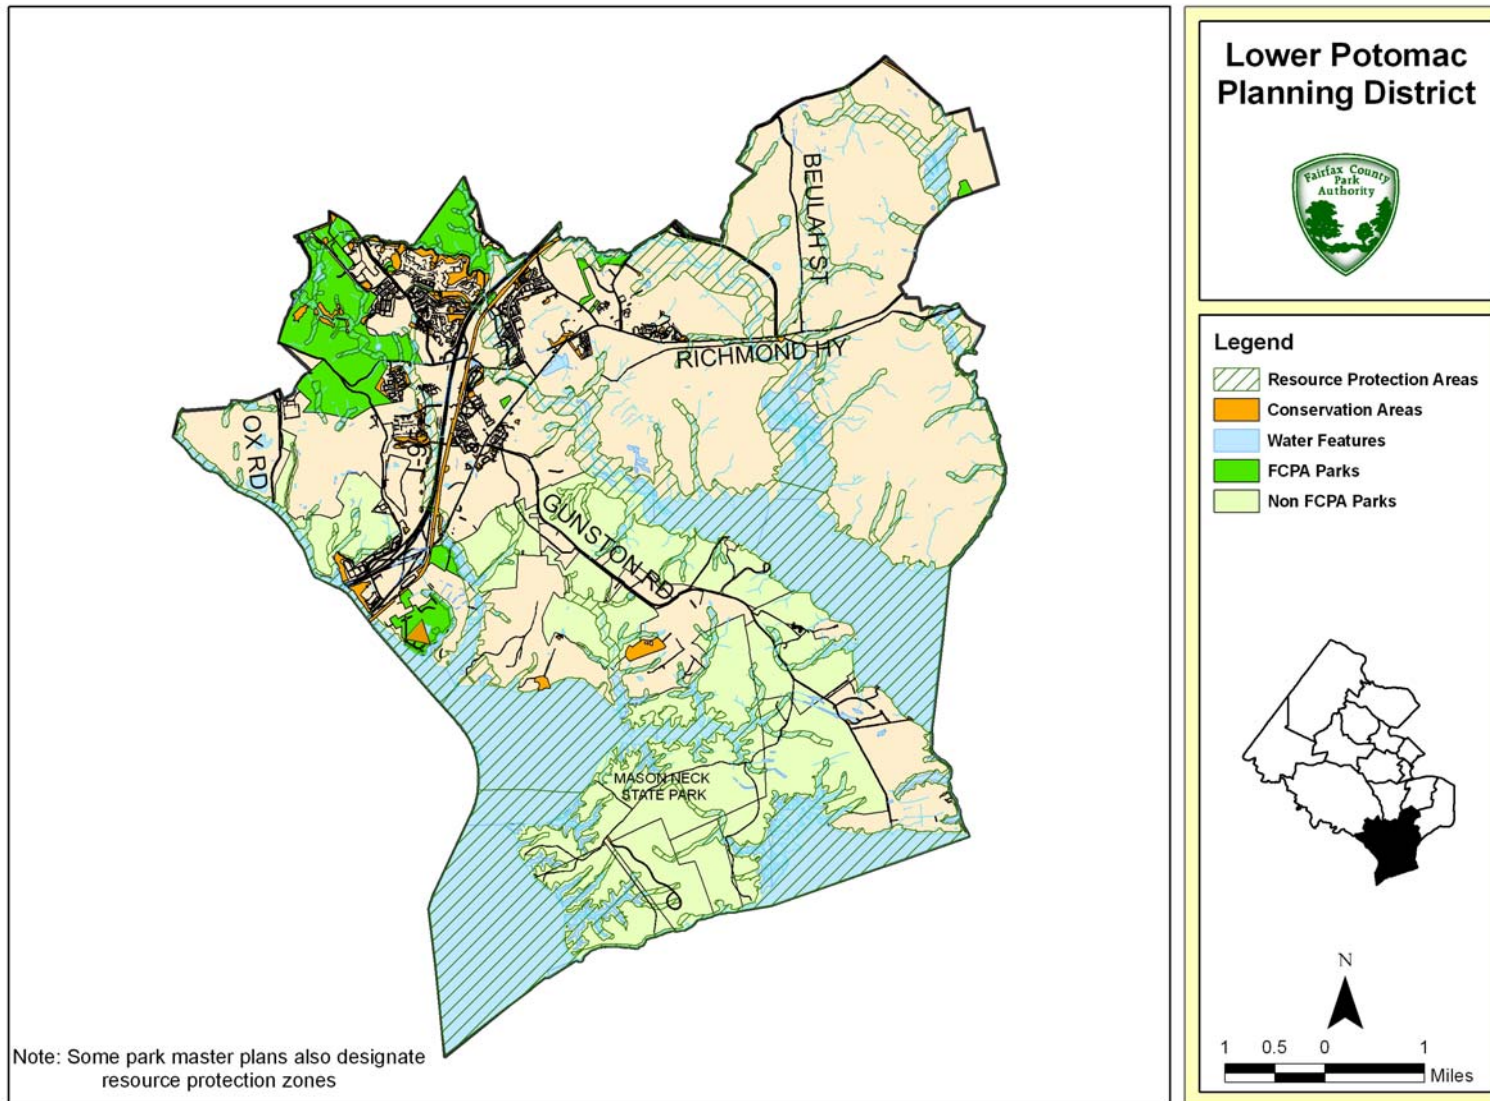 Lower Potomac
Planning District
Fairfax County
Park
Authority
BEULAH ST
RICHMOND HY
OX RD
I-95
GUNSTON RD
MASON NECK
STATE PARK
Note: Some park master plans also designate
resource protection zones
Legend
Resource Protection Areas
Conservation Areas
Water Features
FCPA Parks
Non FCPA Parks
N
1 0.5 0 1
Miles